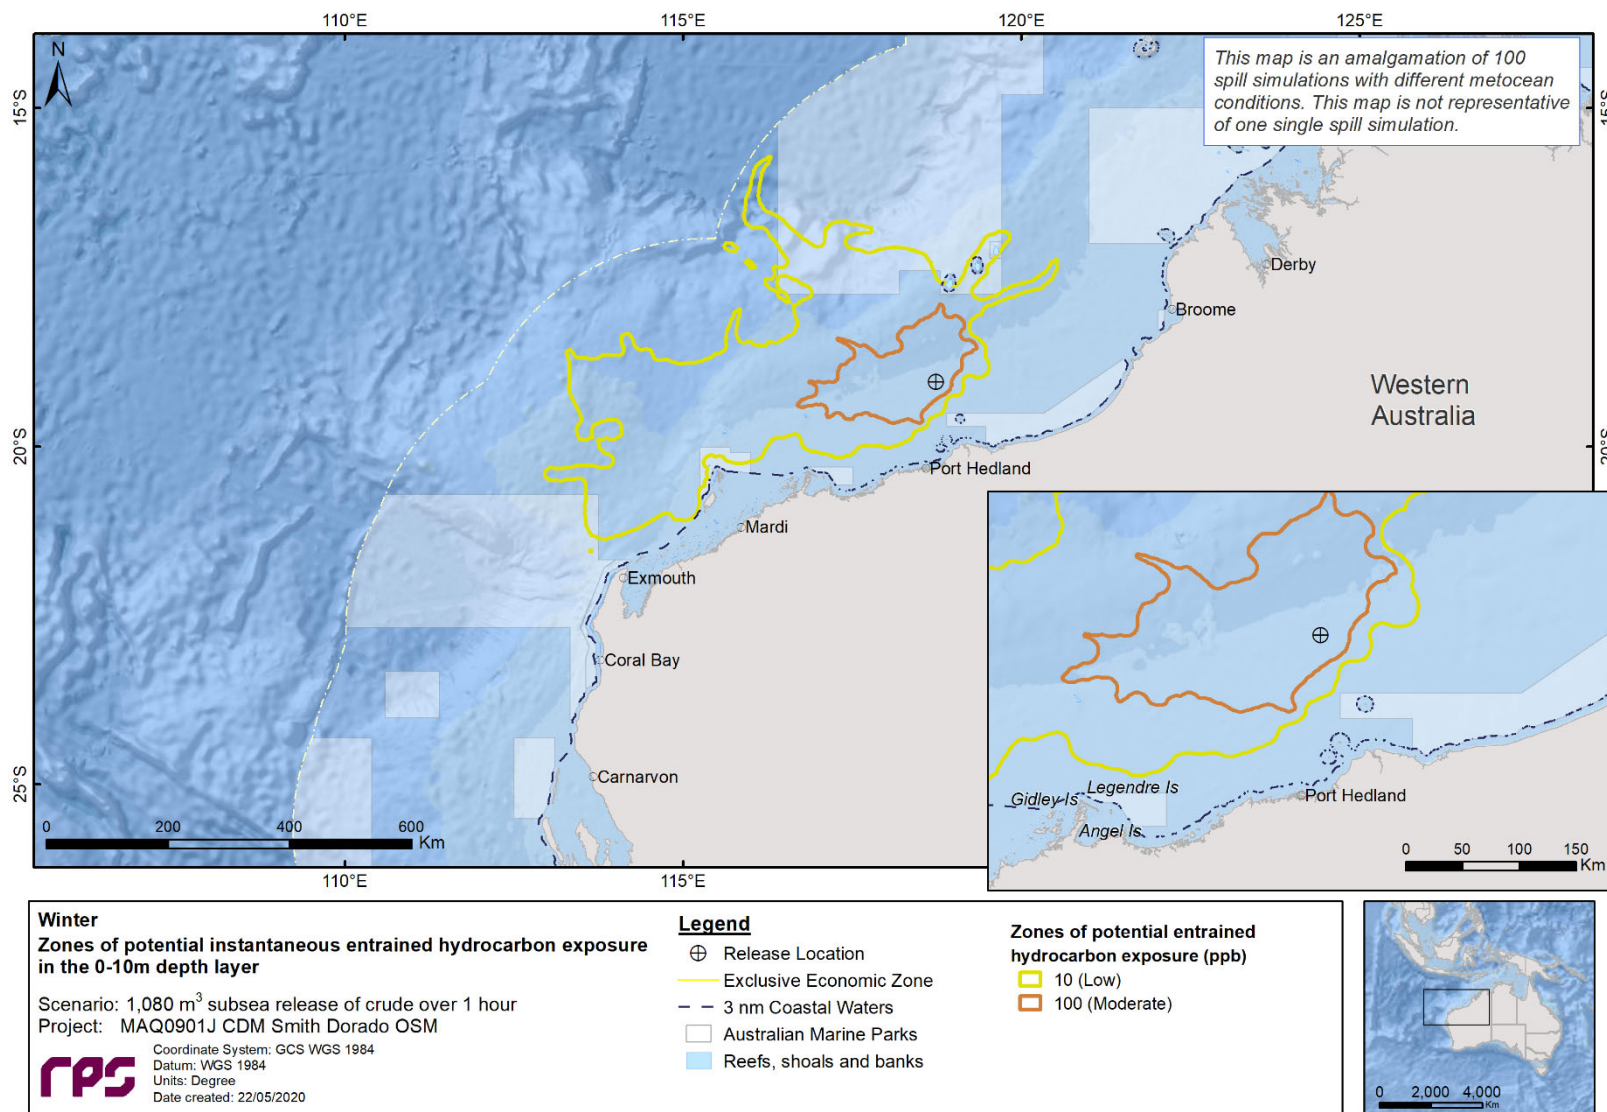 110°E
115°E
120°E
125°E
N
This map is an amalgamation of 100
spill simulations with different metocean
conditions. This map is not representative
of one single spill simulation.
15°S
15°S
Derby
Broome
Western
Australia
20°S
20°S
Port Hedland
Mardi
Exmouth
Coral Bay
Carnarvon
25°S
0 200 400 600
Km
Gidley Is
Legendre Is
Angel Is
Port Hedland
0 50 100 150
Km
110°E
115°E
Winter
Zones of potential instantaneous entrained hydrocarbon exposure
in the 0-10m depth layer
Scenario: 1,080 m³ subsea release of crude over 1 hour
Project: MAQ0901J CDM Smith Dorado OSM
rps
Coordinate System: GCS WGS 1984
Datum: WGS 1984
Units: Degree
Date created: 22/05/2020
Legend
Release Location
Exclusive Economic Zone
3 nm Coastal Waters
Australian Marine Parks
Reefs, shoals and banks
Zones of potential entrained
hydrocarbon exposure (ppb)
10 (Low)
100 (Moderate)
0 2,000 4,000
Km